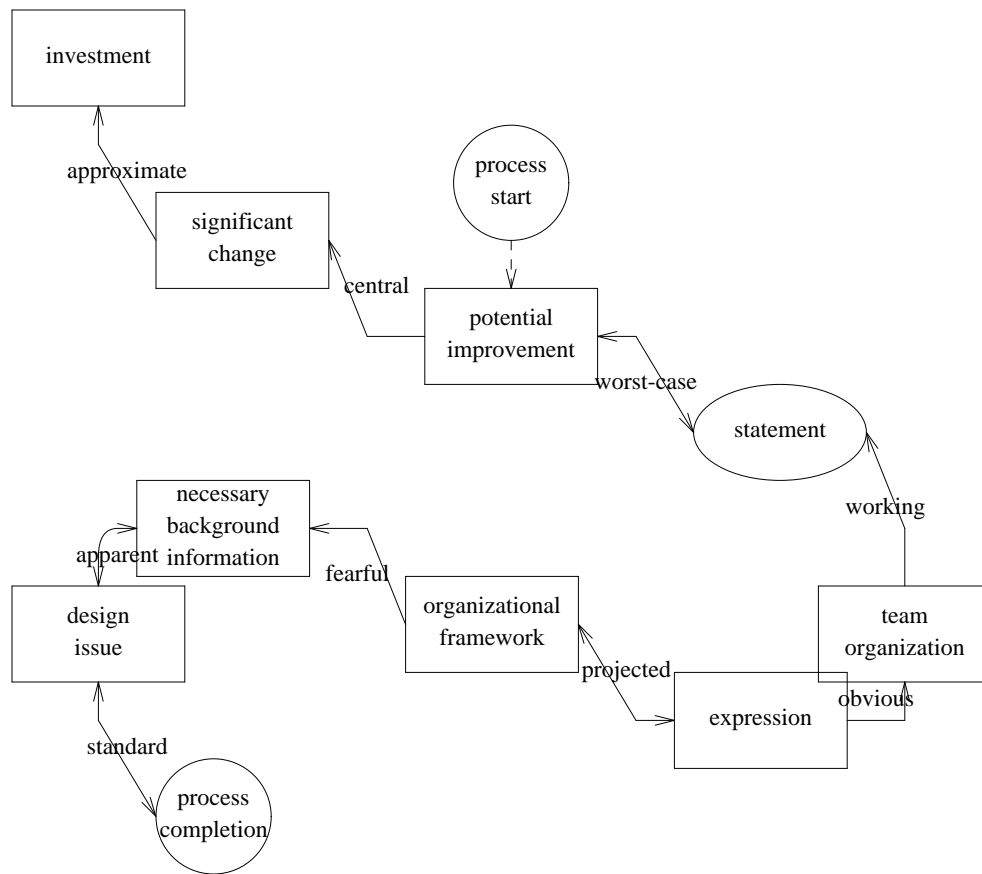 investment
approximate
process
start
significant
change
central
potential
improvement
worst-case
statement
necessary
background
information
working
apparent
fearful
organizational
framework
design
issue
team
organization
projected
obvious
expression
standard
process
completion